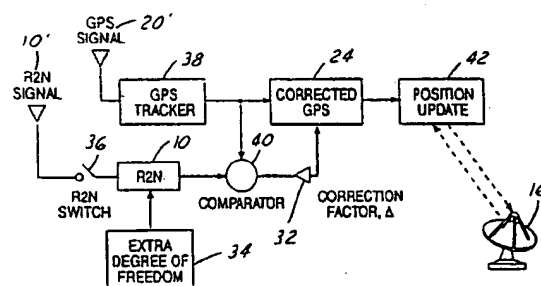 GPS
SIGNAL
20'
10'
R2N
SIGNAL
38
GPS
TRACKER
24
CORRECTED
GPS
42
POSITION
UPDATE
36
R2N
SWITCH
10
R2N
40
COMPARATOR
32
CORRECTION
FACTOR, Δ
16
EXTRA
DEGREE OF
FREEDOM
34